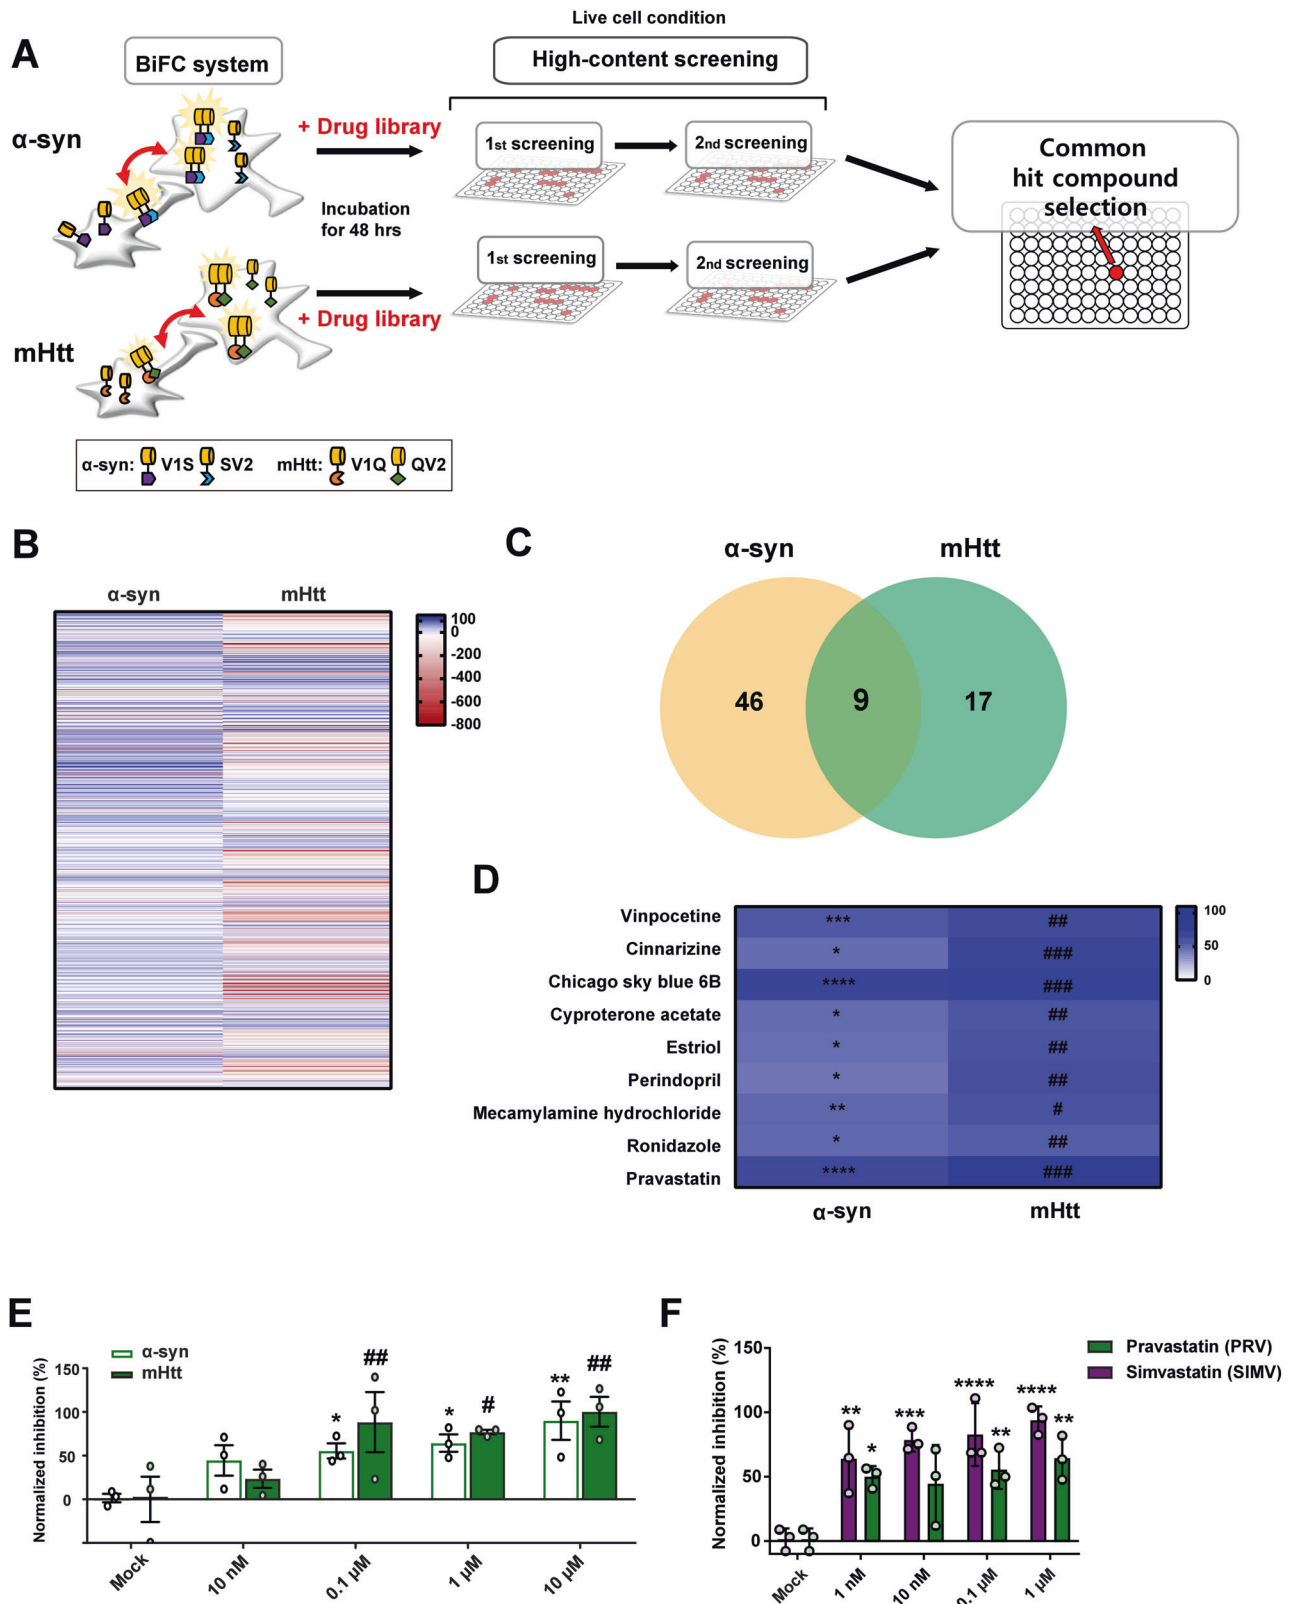 Live cell condition
A
BiFC system
High-content screening
α-syn
+ Drug library
1st screening
2nd screening
Incubation
for 48 hrs
Common
hit compound
selection
1st screening
2nd screening
+ Drug library
mHtt
α-syn: V1S SV2 mHtt: V1Q QV2
B
α-syn mHtt
100
0
-200
-400
-600
-800
C
α-syn mHtt
46 9 17
D
Vinpocetine *** ##
Cinnarizine * ###
Chicago sky blue 6B **** ###
Cyproterone acetate * ##
Estriol * ##
Perindopril * ##
Mecamylamine hydrochloride ** #
Ronidazole * ##
Pravastatin **** ###
α-syn mHtt
100
50
0
E
α-syn
mHtt
Normalized inhibition (%)
150
100
50
0
* ## * # ** ##
Mock 10 nM 0.1 µM 1 µM 10 µM
F
Pravastatin (PRV)
Simvastatin (SIMV)
Normalized inhibition (%)
150
100
50
0
** * *** **** ** **** **
Mock 1 nM 10 nM 0.1 µM 1 µM